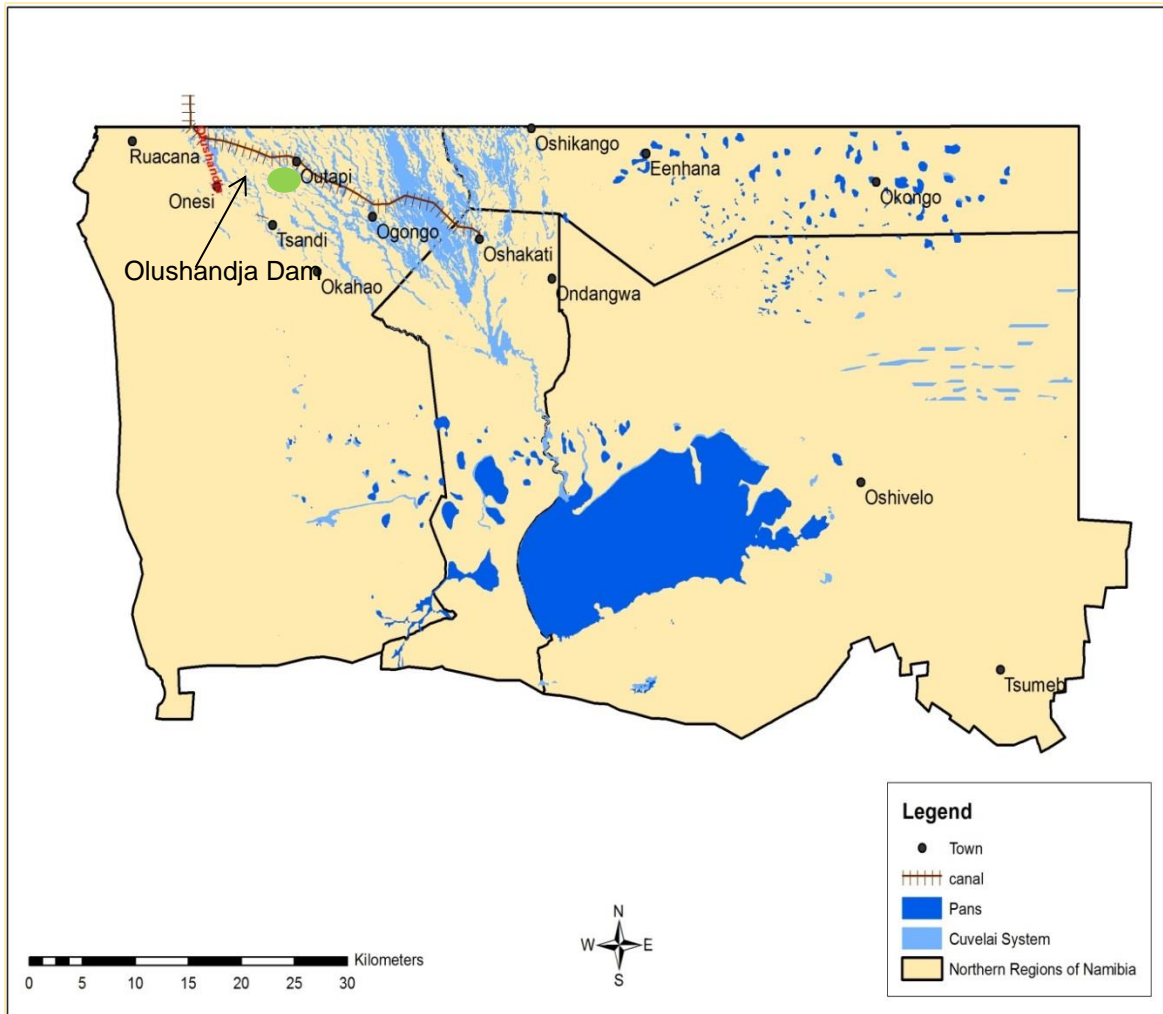 Oshikango
Ruacana
Olushandja
Eenhana
Outapi
Onesi
Okongo
Tsandi
Ogongo
Oshakati
Olushandja Dam
Okahao
Ondangwa
Oshivelo
Tsumeb
Legend
Town
canal
Pans
Cuvelai System
Northern Regions of Namibia
N
W E
S
Kilometers
0 5 10 15 20 25 30